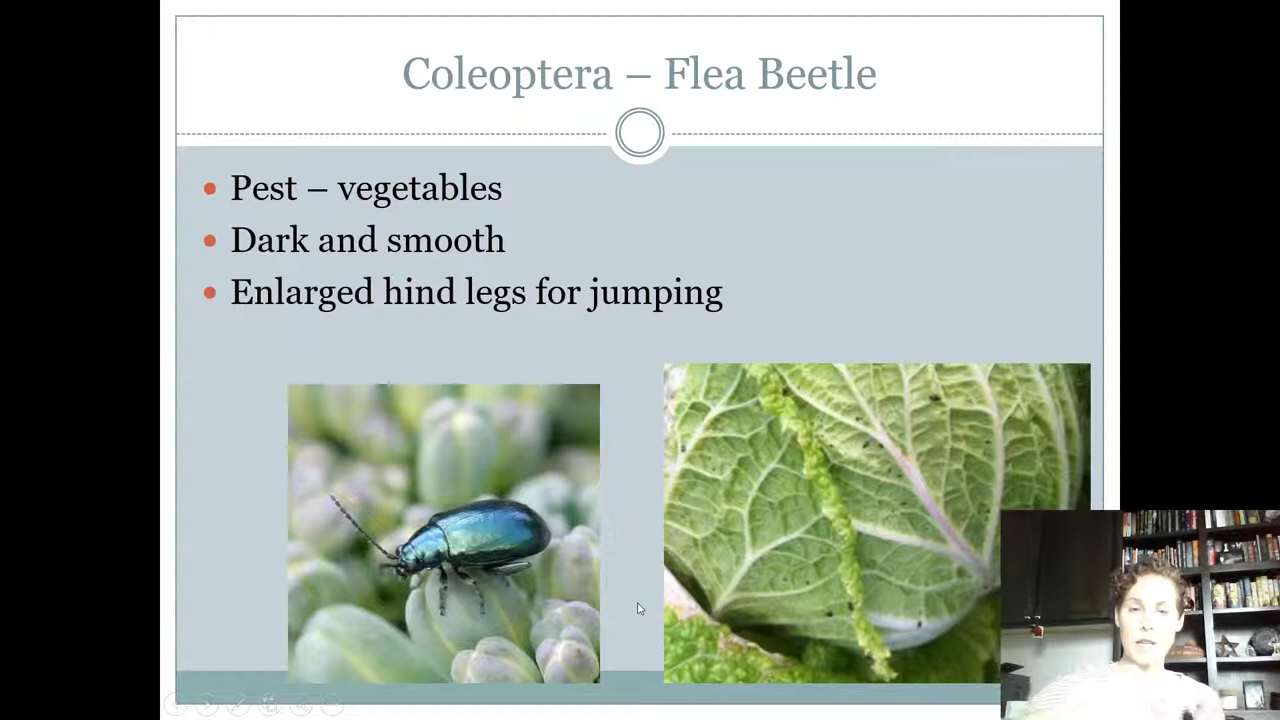 Coleoptera – Flea Beetle
Pest – vegetables
Dark and smooth
Enlarged hind legs for jumping